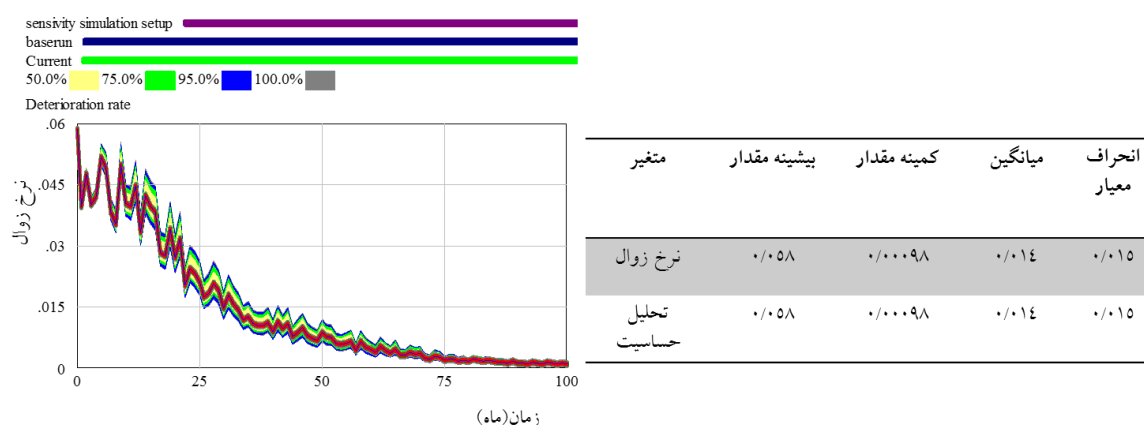 sensivity simulation setup
baserun
Current
50.0% 75.0% 95.0% 100.0%
Deterioration rate
.06
.045
.03
.015
0
نرخ زوال
0 25 50 75 100
زمان(ماه)
متغیر بیشینه مقدار کمینه مقدار میانگین انحراف معیار
نرخ زوال ۰/۰۵۸ ۰/۰۰۰۹۸ ۰/۰۱٤ ۰/۰۱۵
تحلیل حساسیت ۰/۰۵۸ ۰/۰۰۰۹۸ ۰/۰۱٤ ۰/۰۱۵